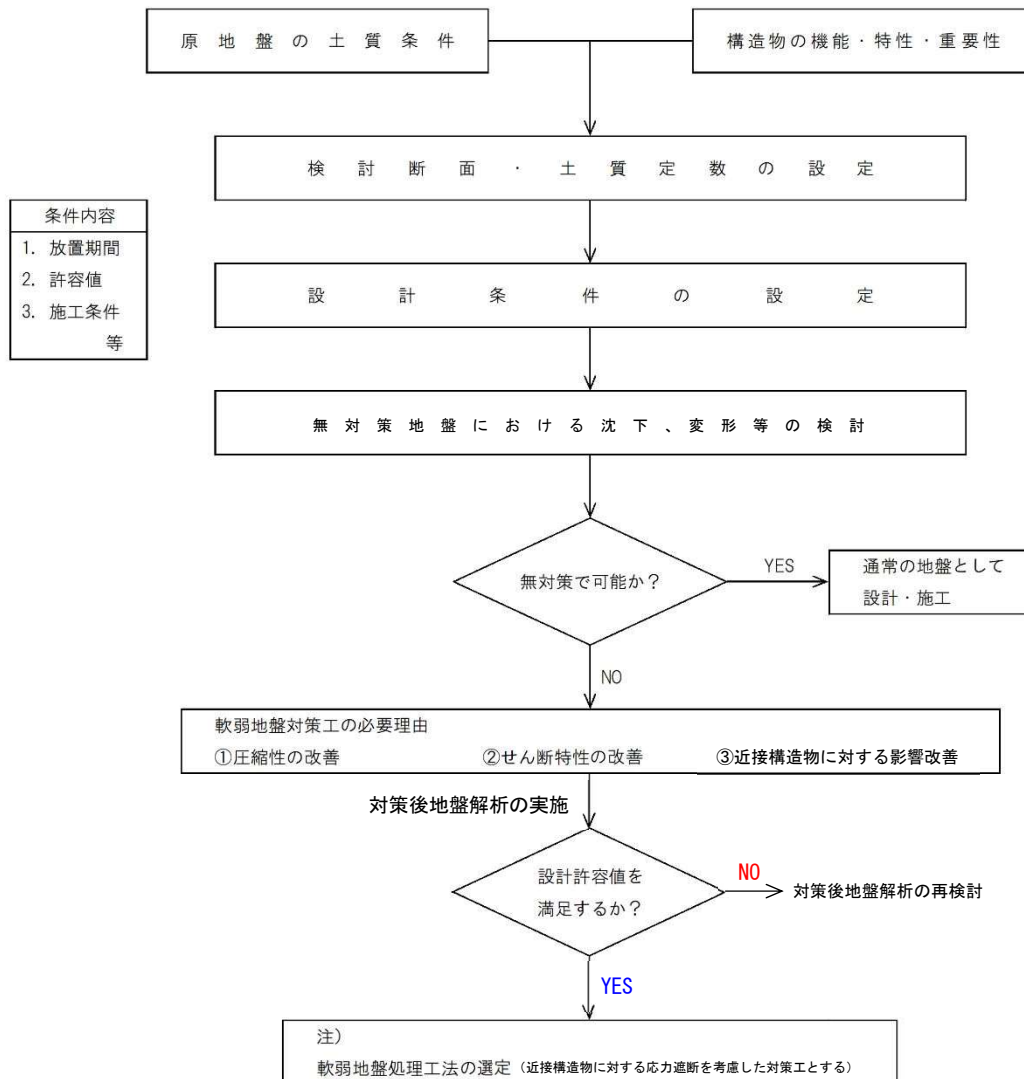 原地盤の土質条件
構造物の機能・特性・重要性
検討断面・土質定数の設定
条件内容
1. 放置期間
2. 許容値
3. 施工条件
等
設計条件の設定
無対策地盤における沈下、変形等の検討
無対策で可能か？
YES
通常の地盤として
設計・施工
NO
軟弱地盤対策工の必要理由
①圧縮性の改善 ②せん断特性の改善 ③近接構造物に対する影響改善
対策後地盤解析の実施
設計許容値を
満足するか？
NO
対策後地盤解析の再検討
YES
注）
軟弱地盤処理工法の選定（近接構造物に対する応力遮断を考慮した対策工とする）